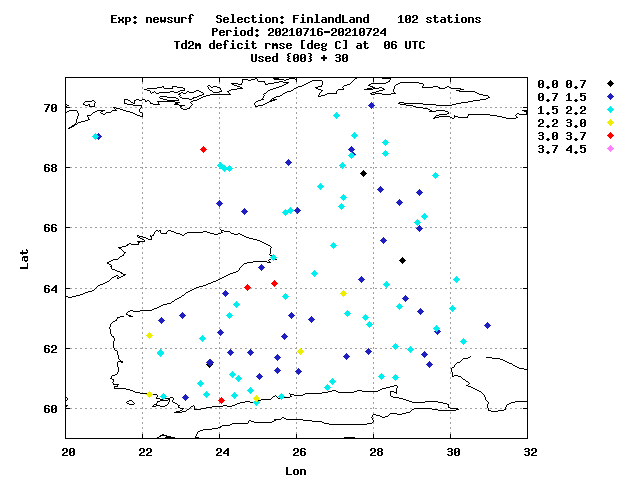 Exp: newsurf Selection: FinlandLand 102 stations
Period: 20210716-20210724
Td2m deficit rmse [deg C] at 06 UTC
Used {00} + 30
0.0 0.7
0.7 1.5
1.5 2.2
2.2 3.0
3.0 3.7
3.7 4.5
70
68
66
64
62
60
Lat
20 22 24 26 28 30 32
Lon